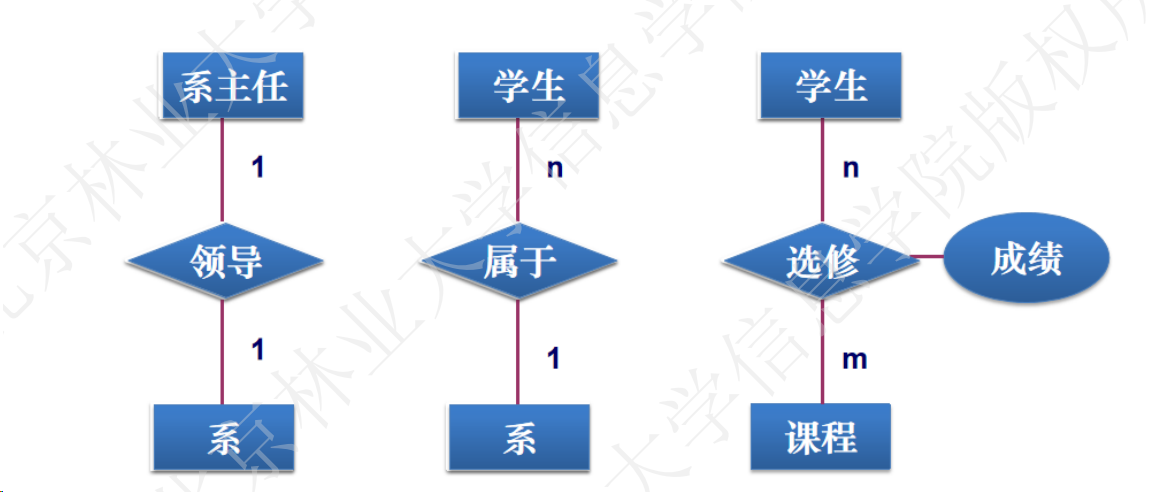 系主任 学生 学生
1 n n
领导 属于 选修 成绩
1 1 m
系 系 课程
北京林业大学信息学院版权所